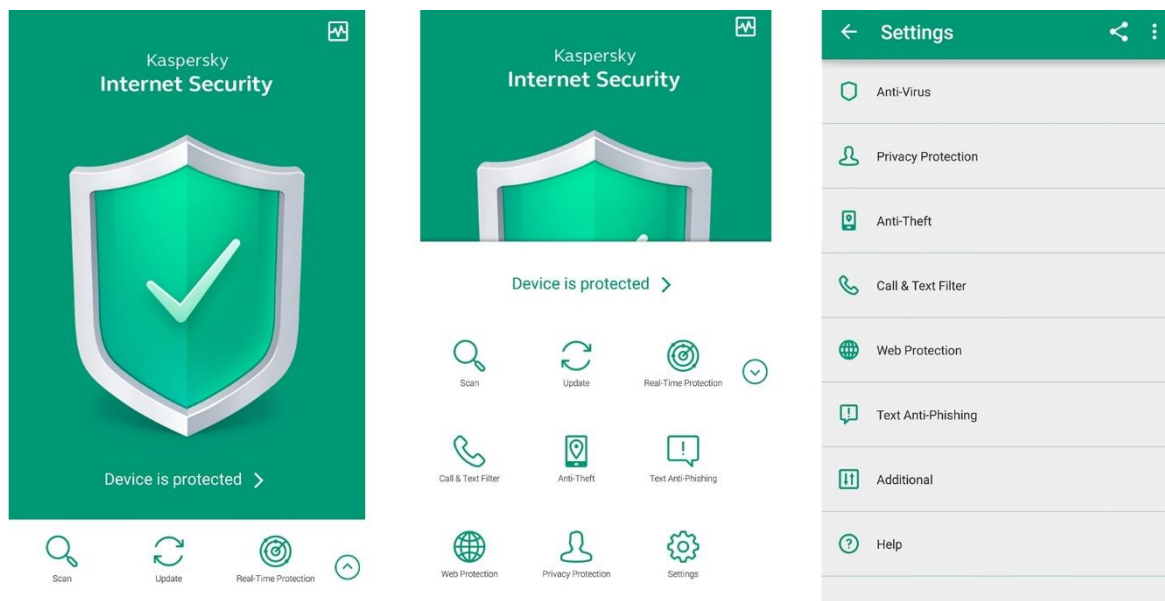 Kaspersky
Internet Security
Device is protected
Scan
Update
Real-Time Protection
Kaspersky
Internet Security
Device is protected
Scan
Update
Real-Time Protection
Call & Text Filter
Anti-Theft
Text Anti-Phishing
Web Protection
Privacy Protection
Settings
Settings
Anti-Virus
Privacy Protection
Anti-Theft
Call & Text Filter
Web Protection
Text Anti-Phishing
Additional
Help